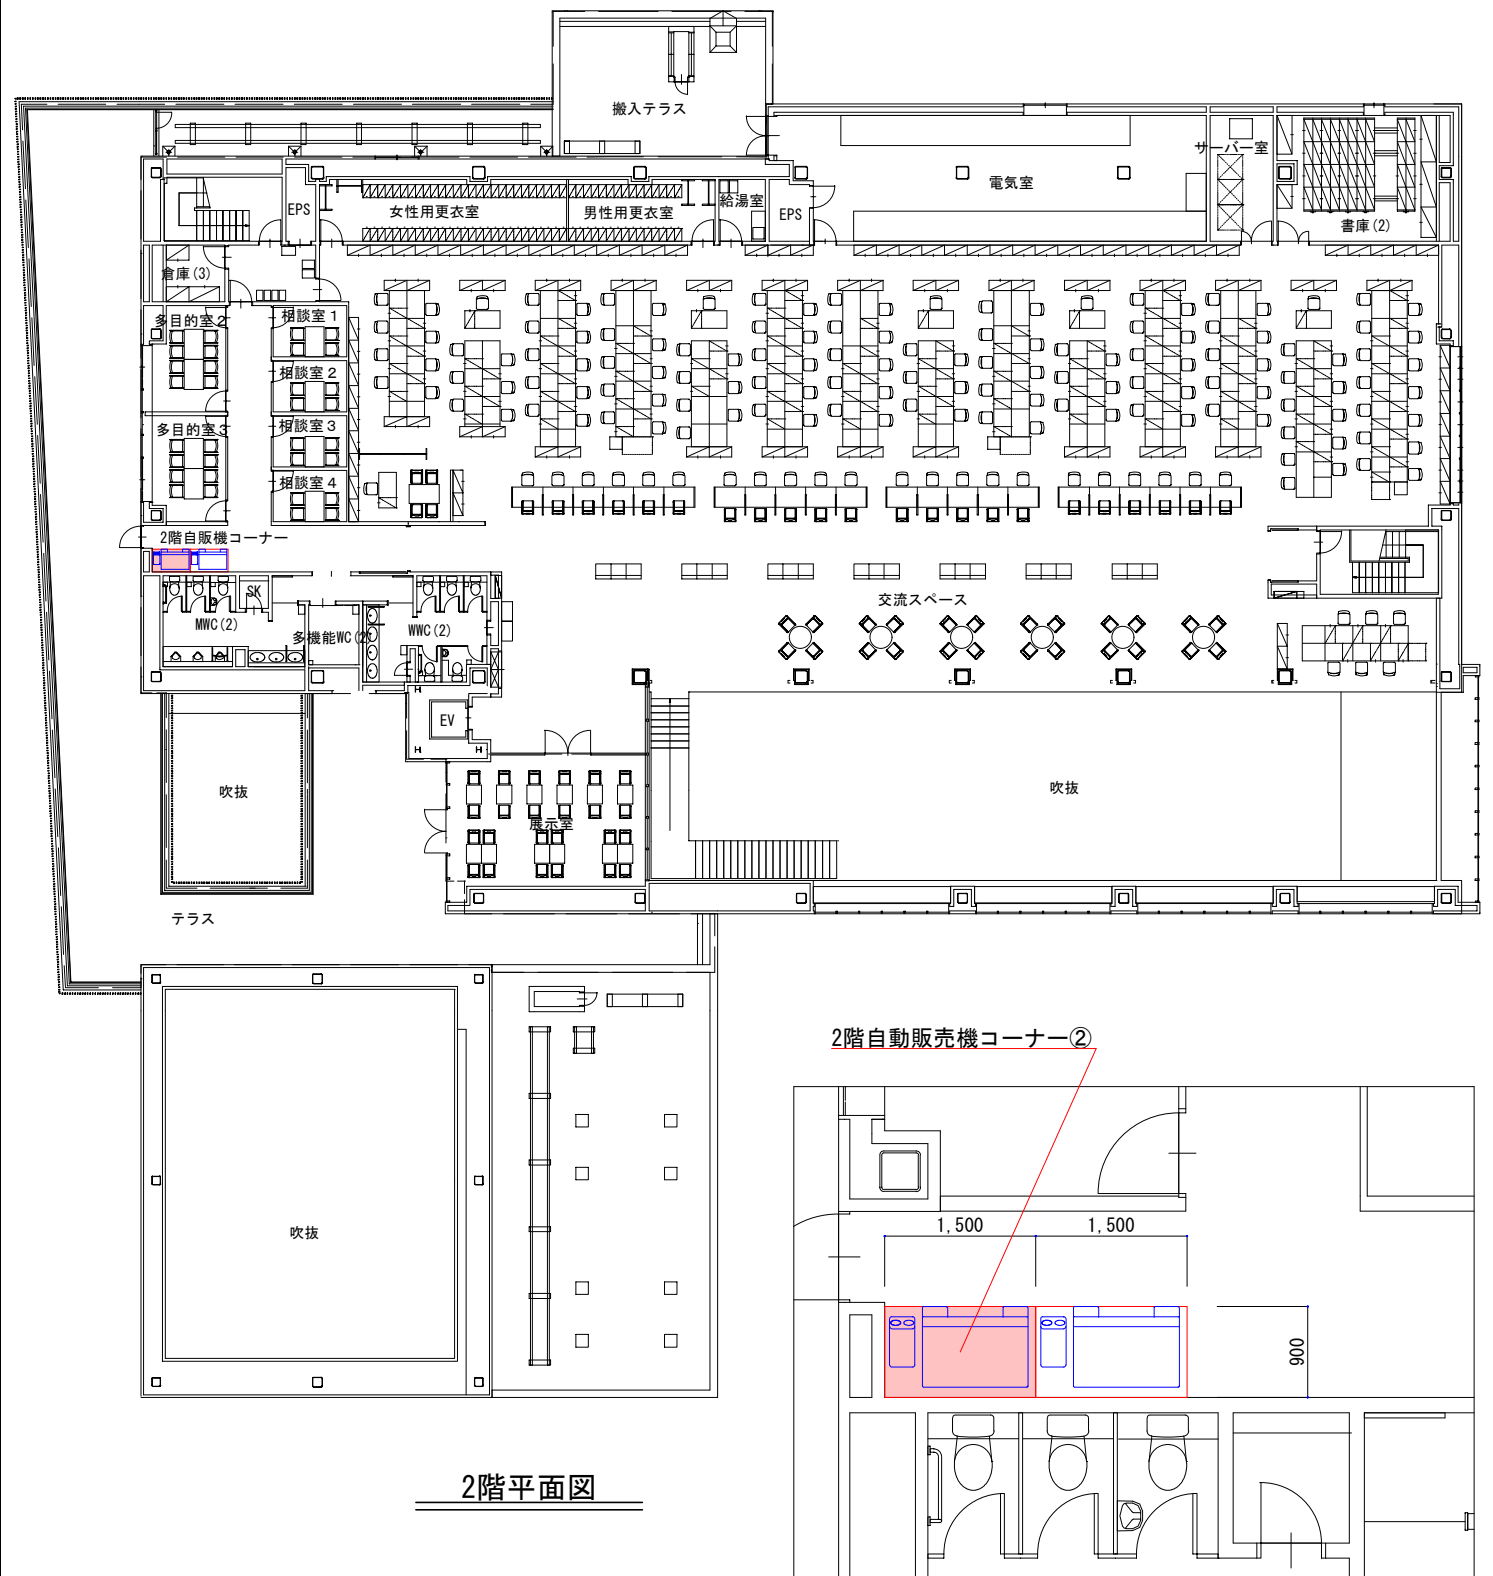 搬入テラス
サーバー室
電気室
給湯室
EPS
女性用更衣室
男性用更衣室
EPS
書庫(2)
倉庫(3)
多目的室2
相談室1
相談室2
多目的室3
相談室3
相談室4
2階自販機コーナー
SK
MWC(2)
多機能WC(2)
WWC(2)
交流スペース
EV
吹抜
吹抜
展示室
テラス
2階自動販売機コーナー②
吹抜
1,500
1,500
900
2階平面図